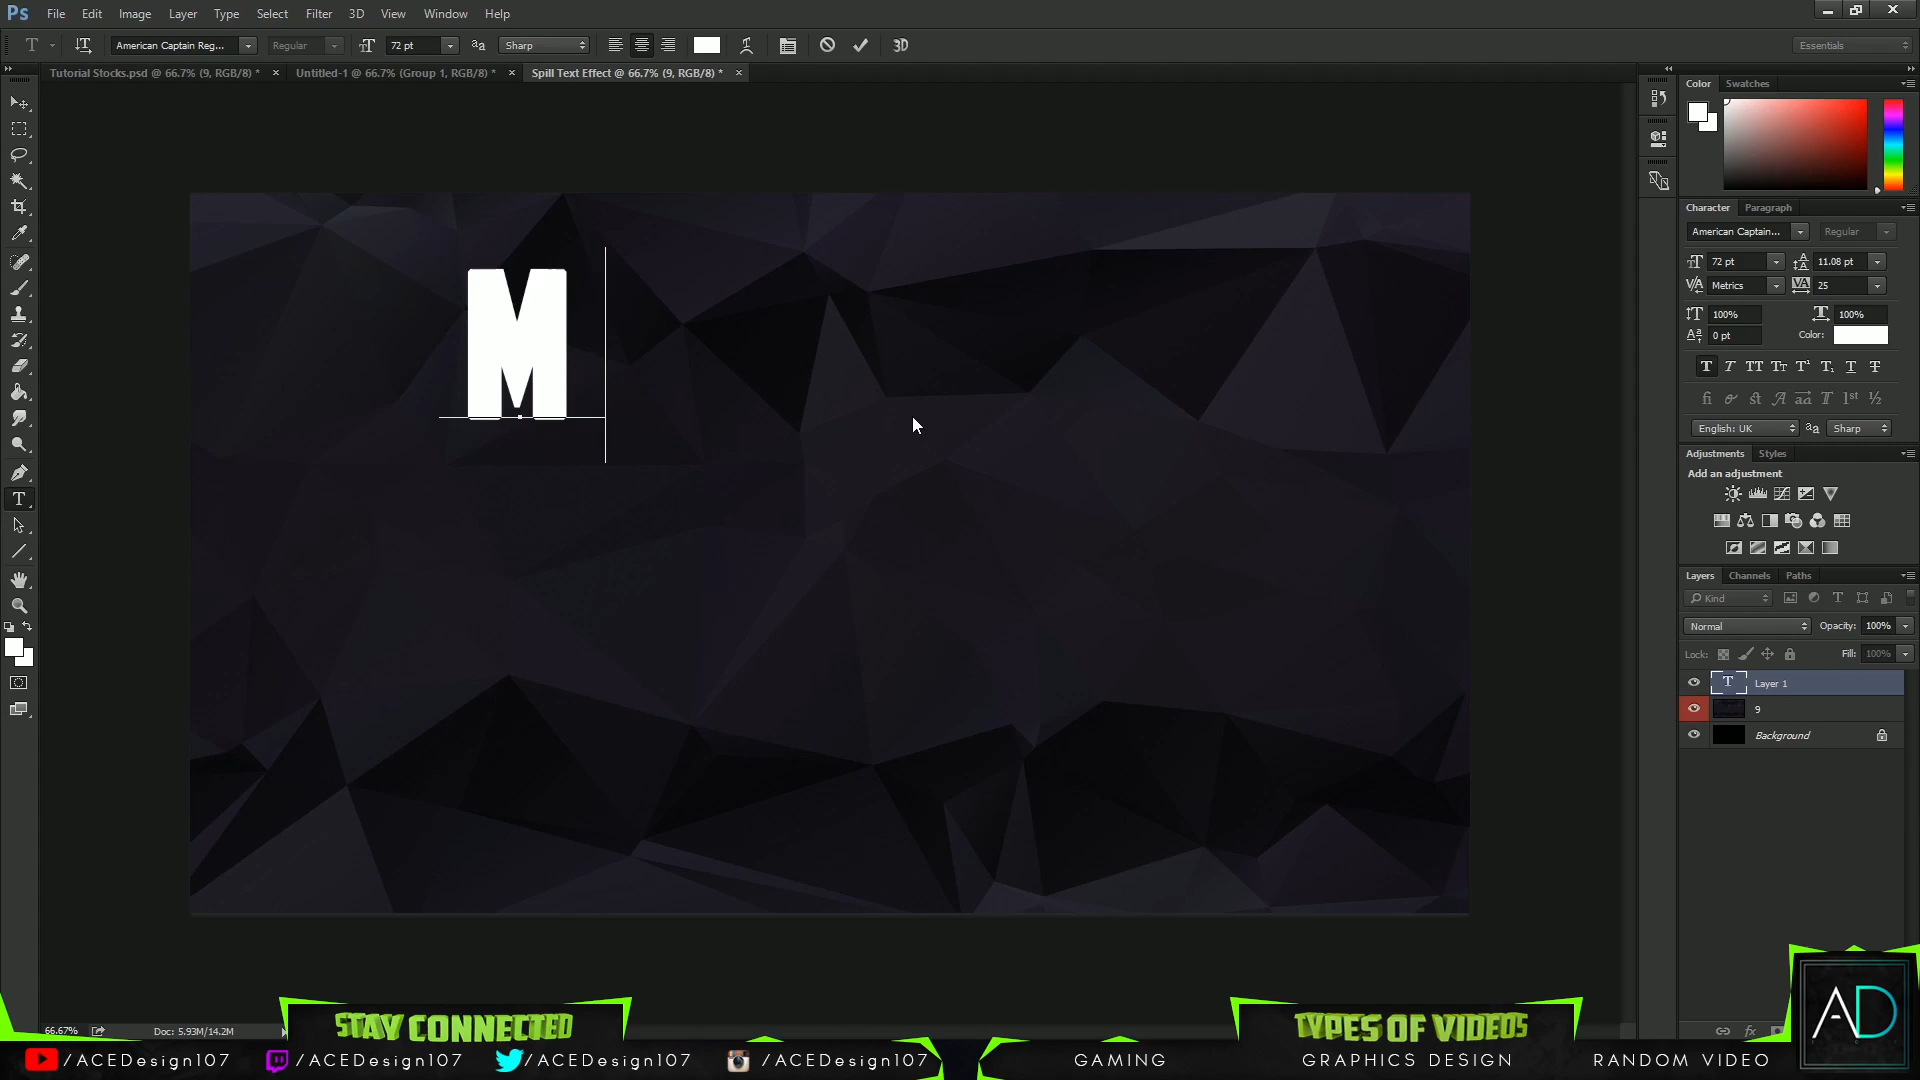 Ps File Edit Image Layer Type Select Filter 3D View Window Help
American Captain Reg... Regular 72 pt Sharp 3D Essentials
Tutorial Stocks.psd @ 66.7% (9, RGB/8) * Untitled-1 @ 66.7% (Group 1, RGB/8) * Spill Text Effect @ 66.7% (9, RGB/8) *
Color Swatches
Character Paragraph
American Captain... Regular
72 pt 11.08 pt
Metrics 25
100% 100%
0 pt Color:
English: UK Sharp
Adjustments Styles
Add an adjustment
Layers Channels Paths
Kind
Normal Opacity: 100%
Lock: Fill: 100%
Layer 1
9
Background
M
66.67% Doc: 5.93M/14.2M
STAY CONNECTED TYPES OF VIDEOS
/ACEDesign107 /ACEDesign107 /ACEDesign107 /ACEDesign107 GAMING GRAPHICS DESIGN RANDOM VIDEO
AD